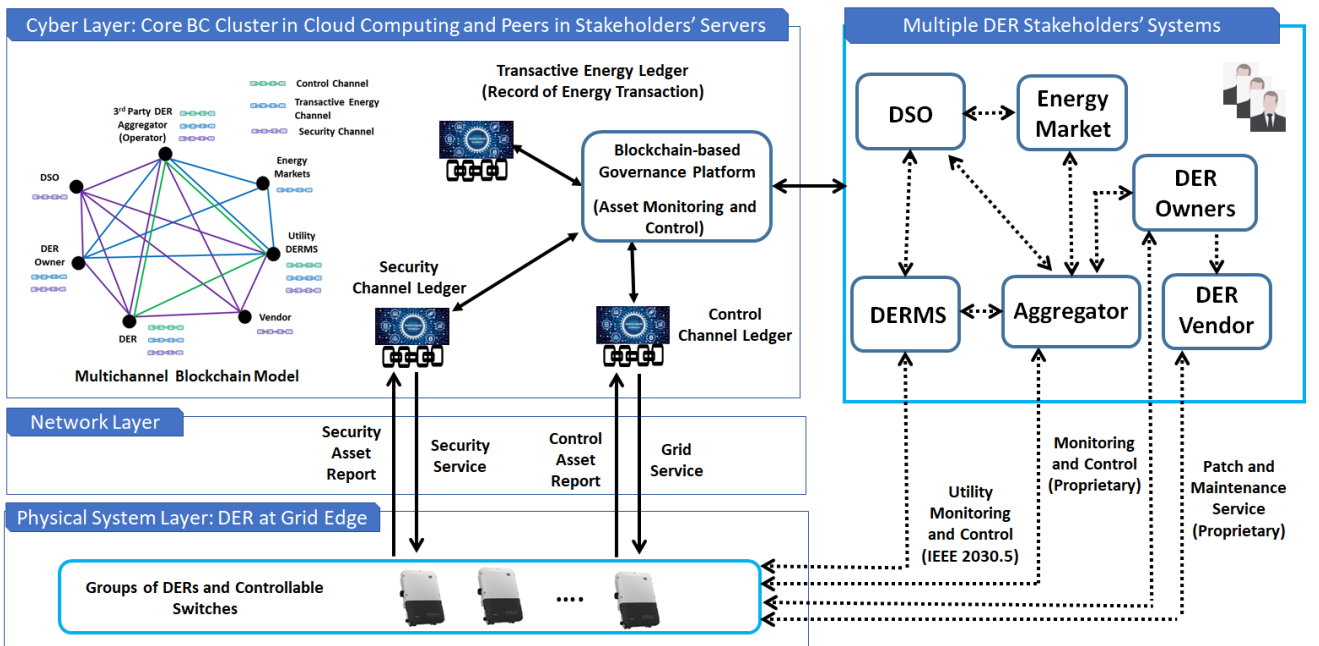 Cyber Layer: Core BC Cluster in Cloud Computing and Peers in Stakeholders' Servers
Control Channel
Transactive Energy
Channel
Security Channel
3rd Party DER
Aggregator
(Operator)
Energy
Markets
DSO
DER
Owner
Utility
DERMS
DER
Vendor
Multichannel Blockchain Model
Transactive Energy Ledger
(Record of Energy Transaction)
Blockchain-based
Governance Platform
(Asset Monitoring and
Control)
Security
Channel Ledger
Control
Channel Ledger
Multiple DER Stakeholders' Systems
DSO
Energy
Market
DER
Owners
DERMS
Aggregator
DER
Vendor
Network Layer
Security
Asset
Report
Security
Service
Control
Asset
Report
Grid
Service
Utility
Monitoring
and Control
(IEEE 2030.5)
Monitoring
and Control
(Proprietary)
Patch and
Maintenance
Service
(Proprietary)
Physical System Layer: DER at Grid Edge
Groups of DERs and Controllable
Switches
....